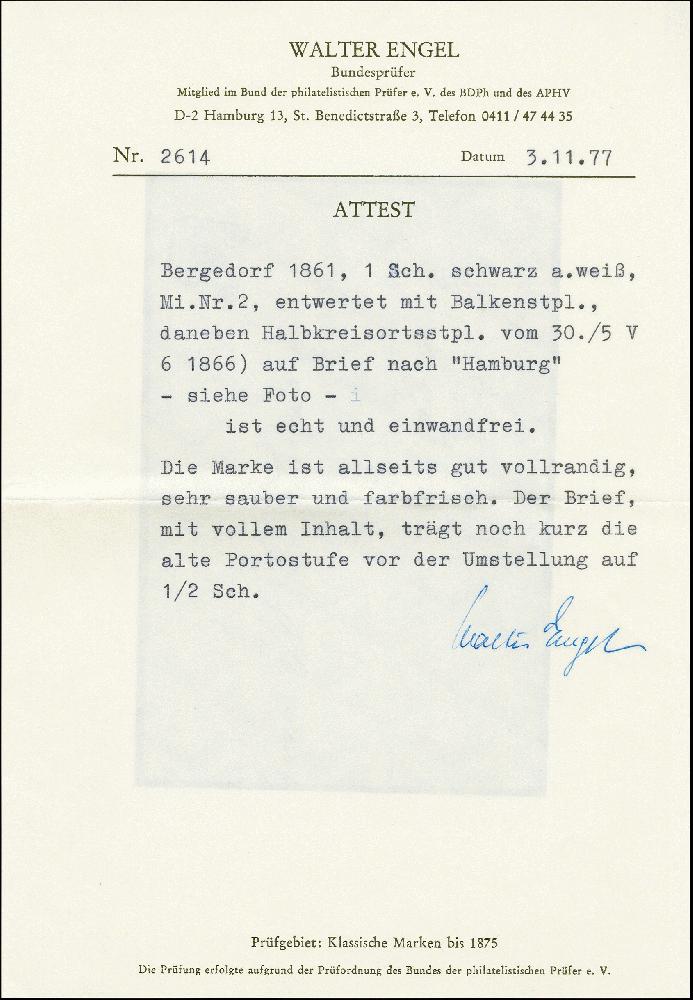 WALTER ENGEL
Bundesprüfer
Mitglied im Bund der philatelistischen Prüfer e. V. des BDPh und des APHV
D-2 Hamburg 13, St. Benedictstraße 3, Telefon 0411 / 47 44 35
Nr. 2614 Datum 3.11.77
ATTEST
Bergedorf 1861, 1 Sch. schwarz a.weiß,
Mi.Nr.2, entwertet mit Balkenstpl.,
daneben Halbkreisortsstpl. vom 30./5 V
6 1866) auf Brief nach "Hamburg"
- siehe Foto - i
ist echt und einwandfrei.
Die Marke ist allseits gut vollrandig,
sehr sauber und farbfrisch. Der Brief,
mit vollem Inhalt, trägt noch kurz die
alte Portostufe vor der Umstellung auf
1/2 Sch.
Walter Engel
Prüfgebiet: Klassische Marken bis 1875
Die Prüfung erfolgte aufgrund der Prüfordnung des Bundes der philatelistischen Prüfer e. V.